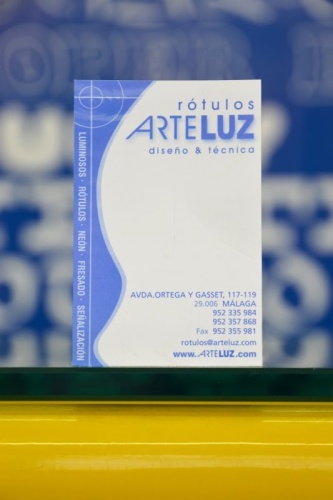 rótulos
ARTELUZ
diseño & técnica
LUMINOSOS · RÓTULOS · NEÓN · FRESADO · SEÑALIZACIÓN
AVDA.ORTEGA Y GASSET, 117-119
29.006 MÁLAGA
952 335 984
952 357 868
Fax 952 355 981
rotulos@arteluz.com
www.ARTELUZ.com